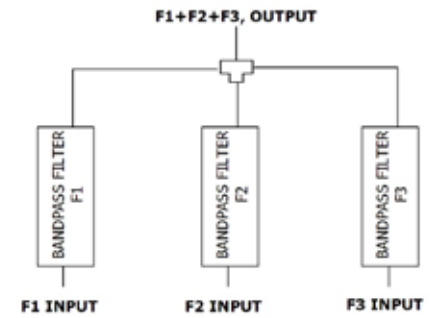 F1+F2+F3, OUTPUT
BANDPASS FILTER
F1
BANDPASS FILTER
F2
BANDPASS FILTER
F3
F1 INPUT
F2 INPUT
F3 INPUT